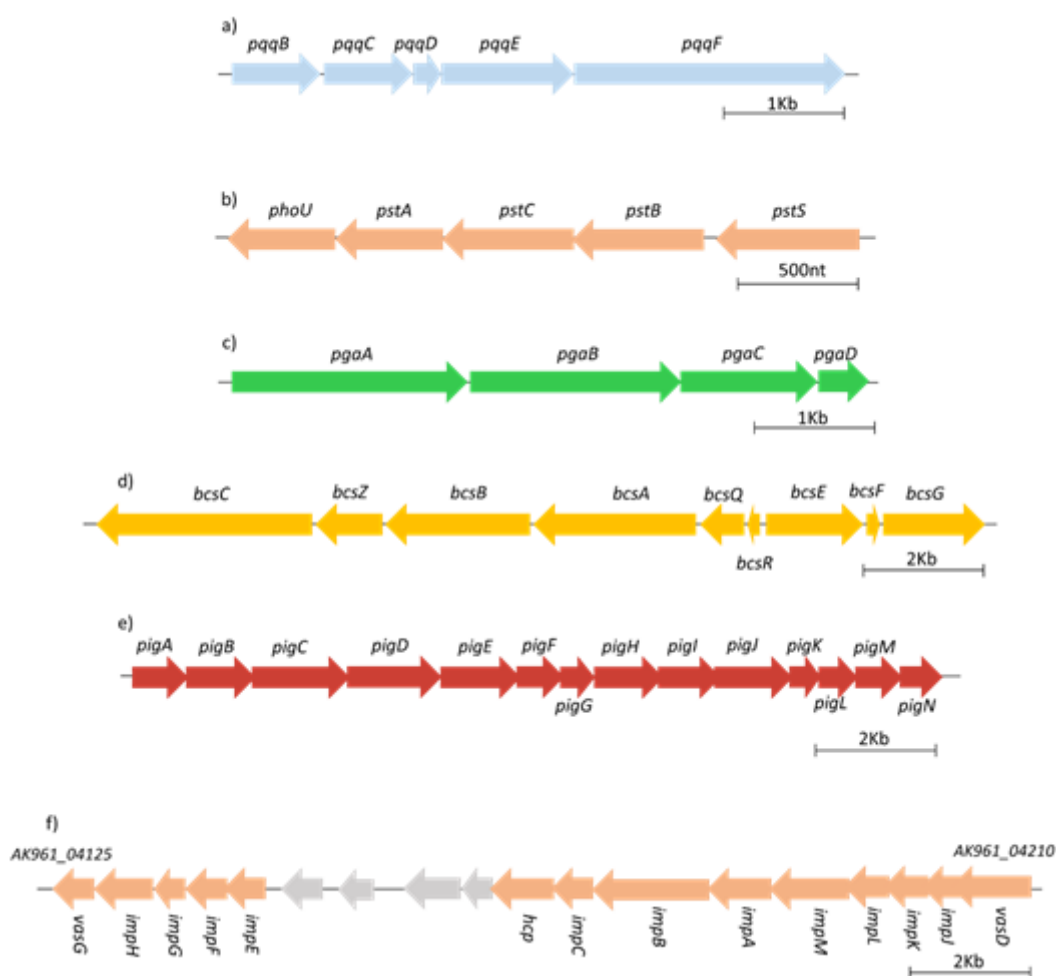 a)
pqqB pqqC pqqD pqqE pqqF
1Kb
b)
phoU pstA pstC pstB pstS
500nt
c)
pgaA pgaB pgaC pgaD
1Kb
d)
bcsC bcsZ bcsB bcsA bcsQ bcsE bcsF bcsG
bcsR
2Kb
e)
pigA pigB pigC pigD pigE pigF pigH pigI pigJ pigK pigM
pigG pigL pigN
2Kb
f)
AK961_04125 AK961_04210
vasG impH impG impF impE hcp impC impB impA impM impL impK impJ vasD
2Kb